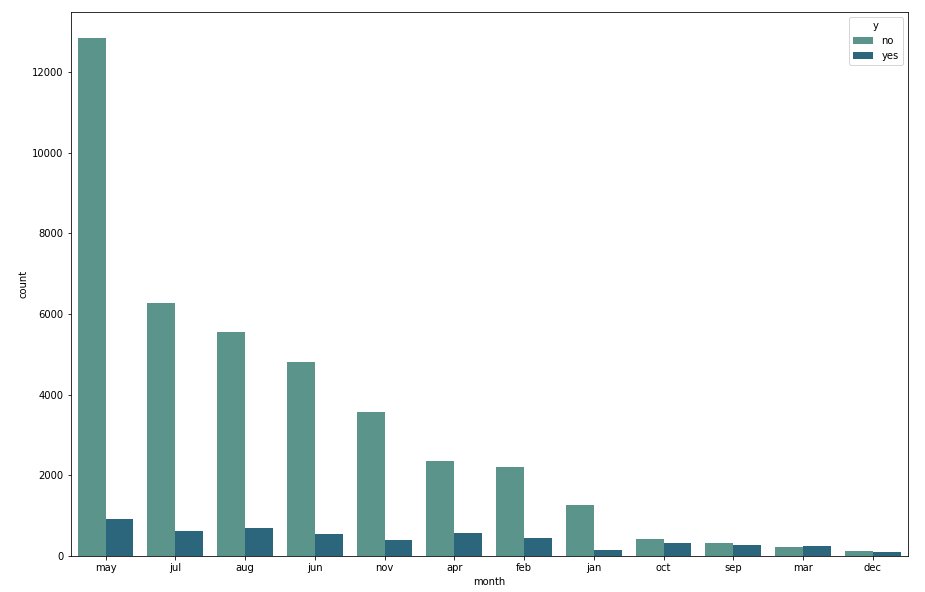 y
no
yes
12000
10000
8000
6000
4000
2000
0
count
may jul aug jun nov apr feb jan oct sep mar dec
month